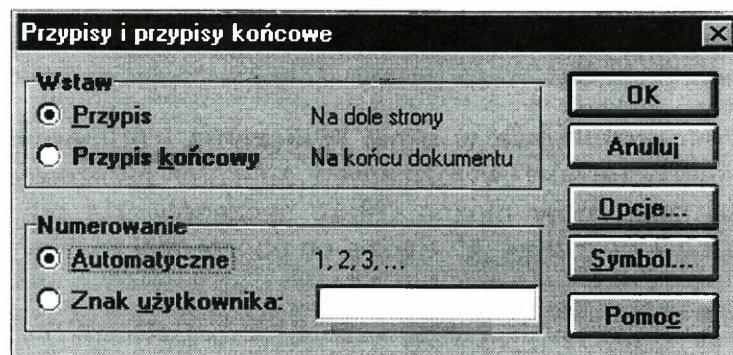 Przypisy i przypisy końcowe
Wstaw
Przypis Na dole strony
Przypis końcowy Na końcu dokumentu
Numerowanie
Automatyczne 1, 2, 3, ...
Znak użytkownika:
OK
Anuluj
Opcje...
Symbol...
Pomoc